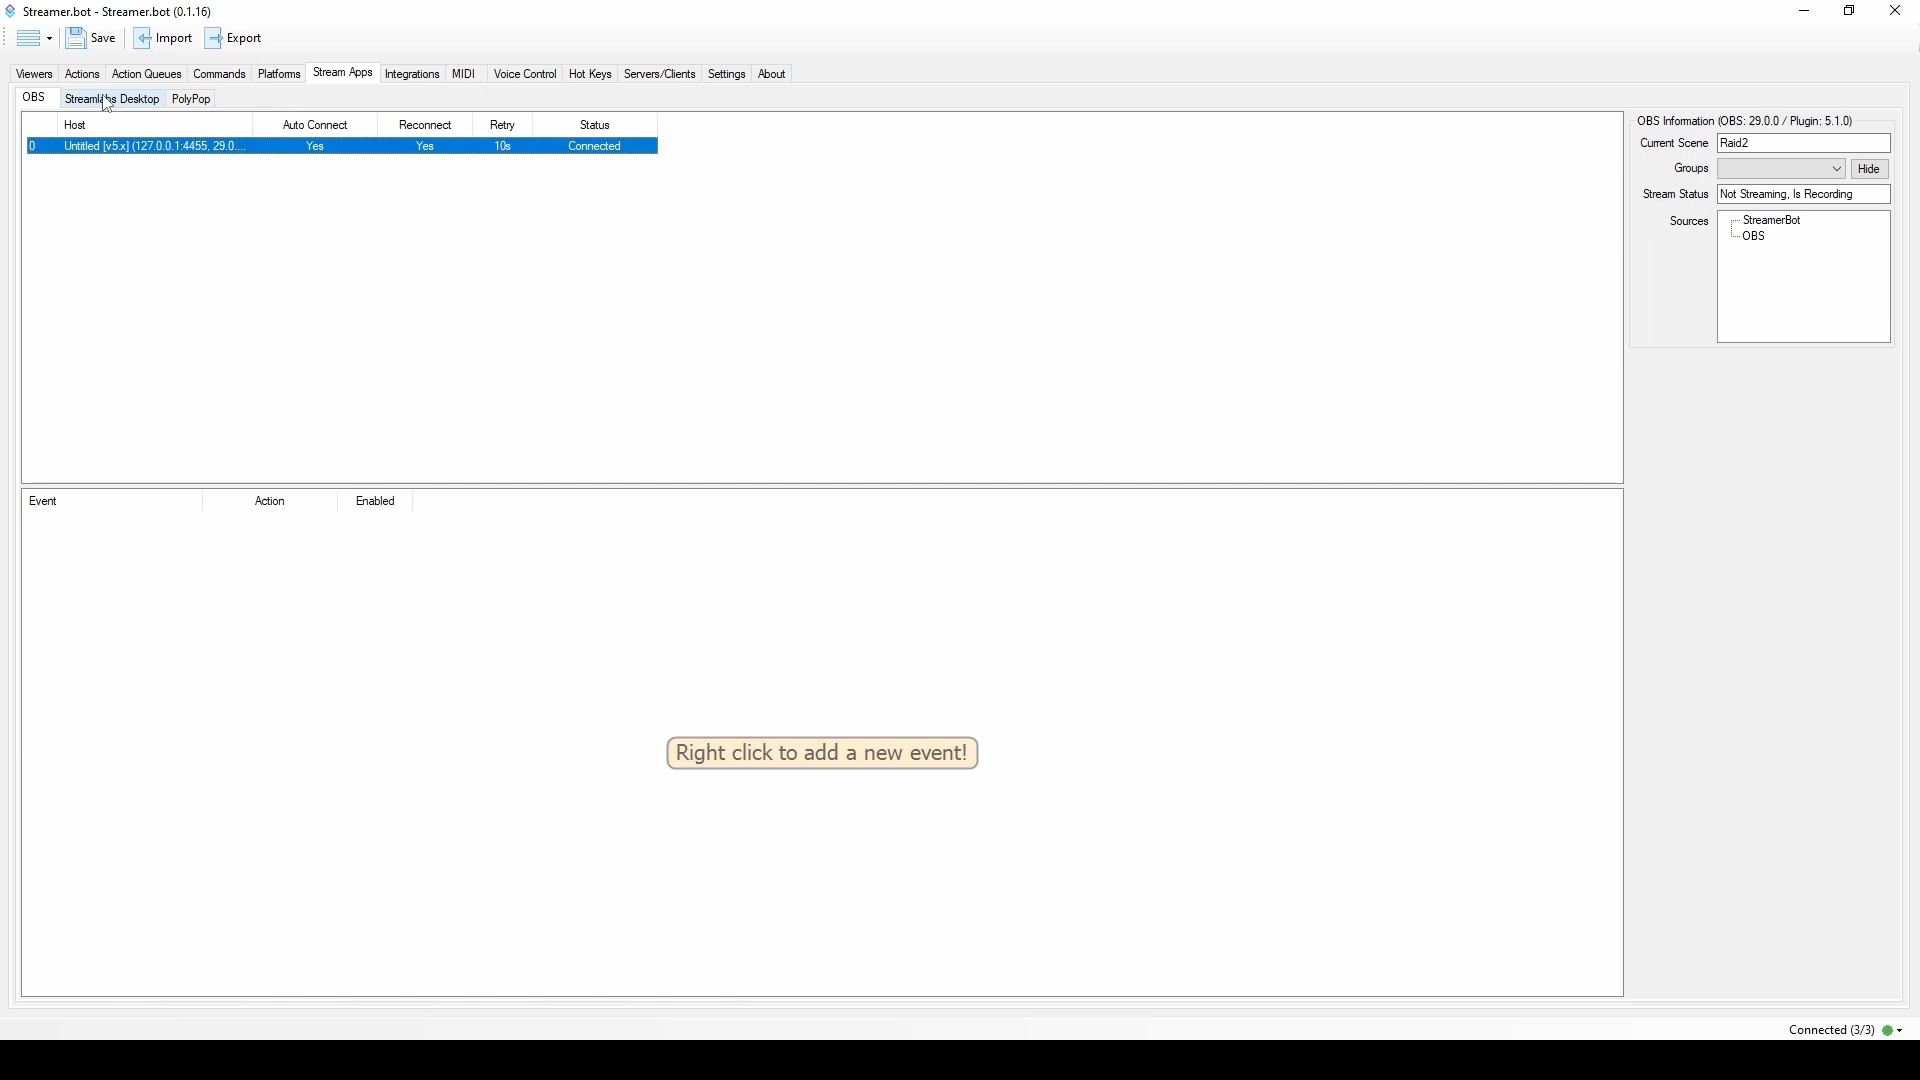 Streamer.bot - Streamer.bot (0.1.16)
Save Import Export
Viewers Actions Action Queues Commands Platforms Stream Apps Integrations MIDI Voice Control Hot Keys Servers/Clients Settings About
OBS Streamlabs Desktop PolyPop
Host Auto Connect Reconnect Retry Status
0 Untitled [v5.x] (127.0.0.1:4455, 29.0.... Yes Yes 10s Connected
OBS Information (OBS: 29.0.0 / Plugin: 5.1.0)
Current Scene Raid2
Groups Hide
Stream Status Not Streaming, Is Recording
Sources StreamerBot
OBS
Event Action Enabled
Right click to add a new event!
Connected (3/3)